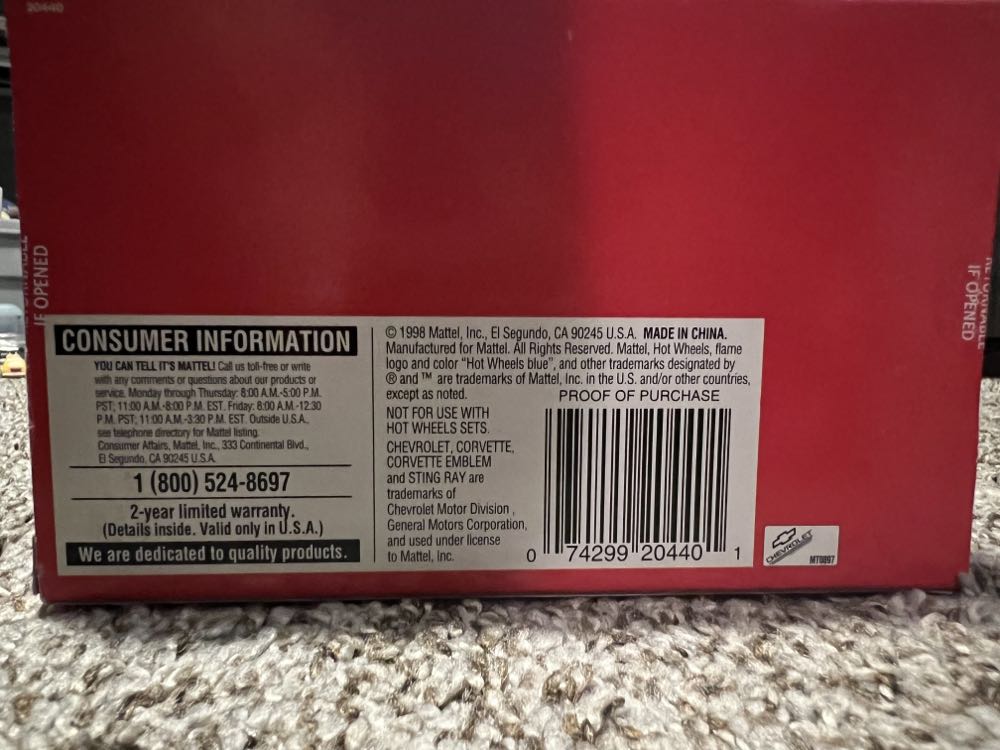 20440
IF OPENED
IF OPENED
CONSUMER INFORMATION
YOU CAN TELL IT'S MATTEL! Call us toll-free or write
with any comments or questions about our products or
service. Monday through Thursday: 8:00 A.M.-5:00 P.M.
PST; 11:00 A.M.-8:00 P.M. EST. Friday: 8:00 A.M.-12:30
P.M. PST; 11:00 A.M.-3:30 P.M. EST. Outside U.S.A.,
see telephone directory for Mattel listing.
Consumer Affairs, Mattel, Inc., 333 Continental Blvd.,
El Segundo, CA 90245 U.S.A.
1 (800) 524-8697
2-year limited warranty.
(Details inside. Valid only in U.S.A.)
We are dedicated to quality products.
© 1998 Mattel, Inc., El Segundo, CA 90245 U.S.A. MADE IN CHINA.
Manufactured for Mattel. All Rights Reserved. Mattel, Hot Wheels, flame
logo and color "Hot Wheels blue", and other trademarks designated by
® and ™ are trademarks of Mattel, Inc. in the U.S. and/or other countries,
except as noted.
PROOF OF PURCHASE
NOT FOR USE WITH
HOT WHEELS SETS.
CHEVROLET, CORVETTE,
CORVETTE EMBLEM
and STING RAY are
trademarks of
Chevrolet Motor Division ,
General Motors Corporation,
and used under license
to Mattel, Inc.
0 74299 20440 1
CHEVROLET
MT0897